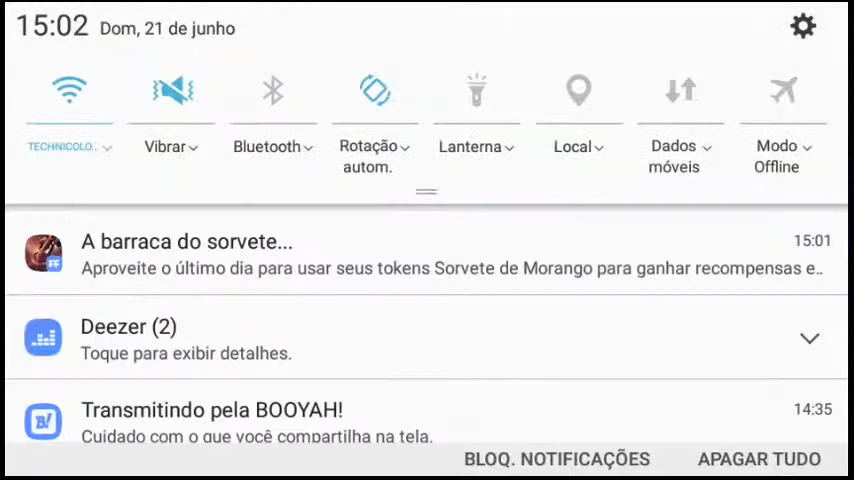 15:02 Dom, 21 de junho
TECHNICOLO.. Vibrar Bluetooth Rotação autom. Lanterna Local Dados móveis Modo Offline
A barraca do sorvete... 15:01
FF
Aproveite o último dia para usar seus tokens Sorvete de Morango para ganhar recompensas e..
Deezer (2)
Toque para exibir detalhes.
Transmitindo pela BOOYAH! 14:35
B!
Cuidado com o que você compartilha na tela.
BLOQ. NOTIFICAÇÕES APAGAR TUDO